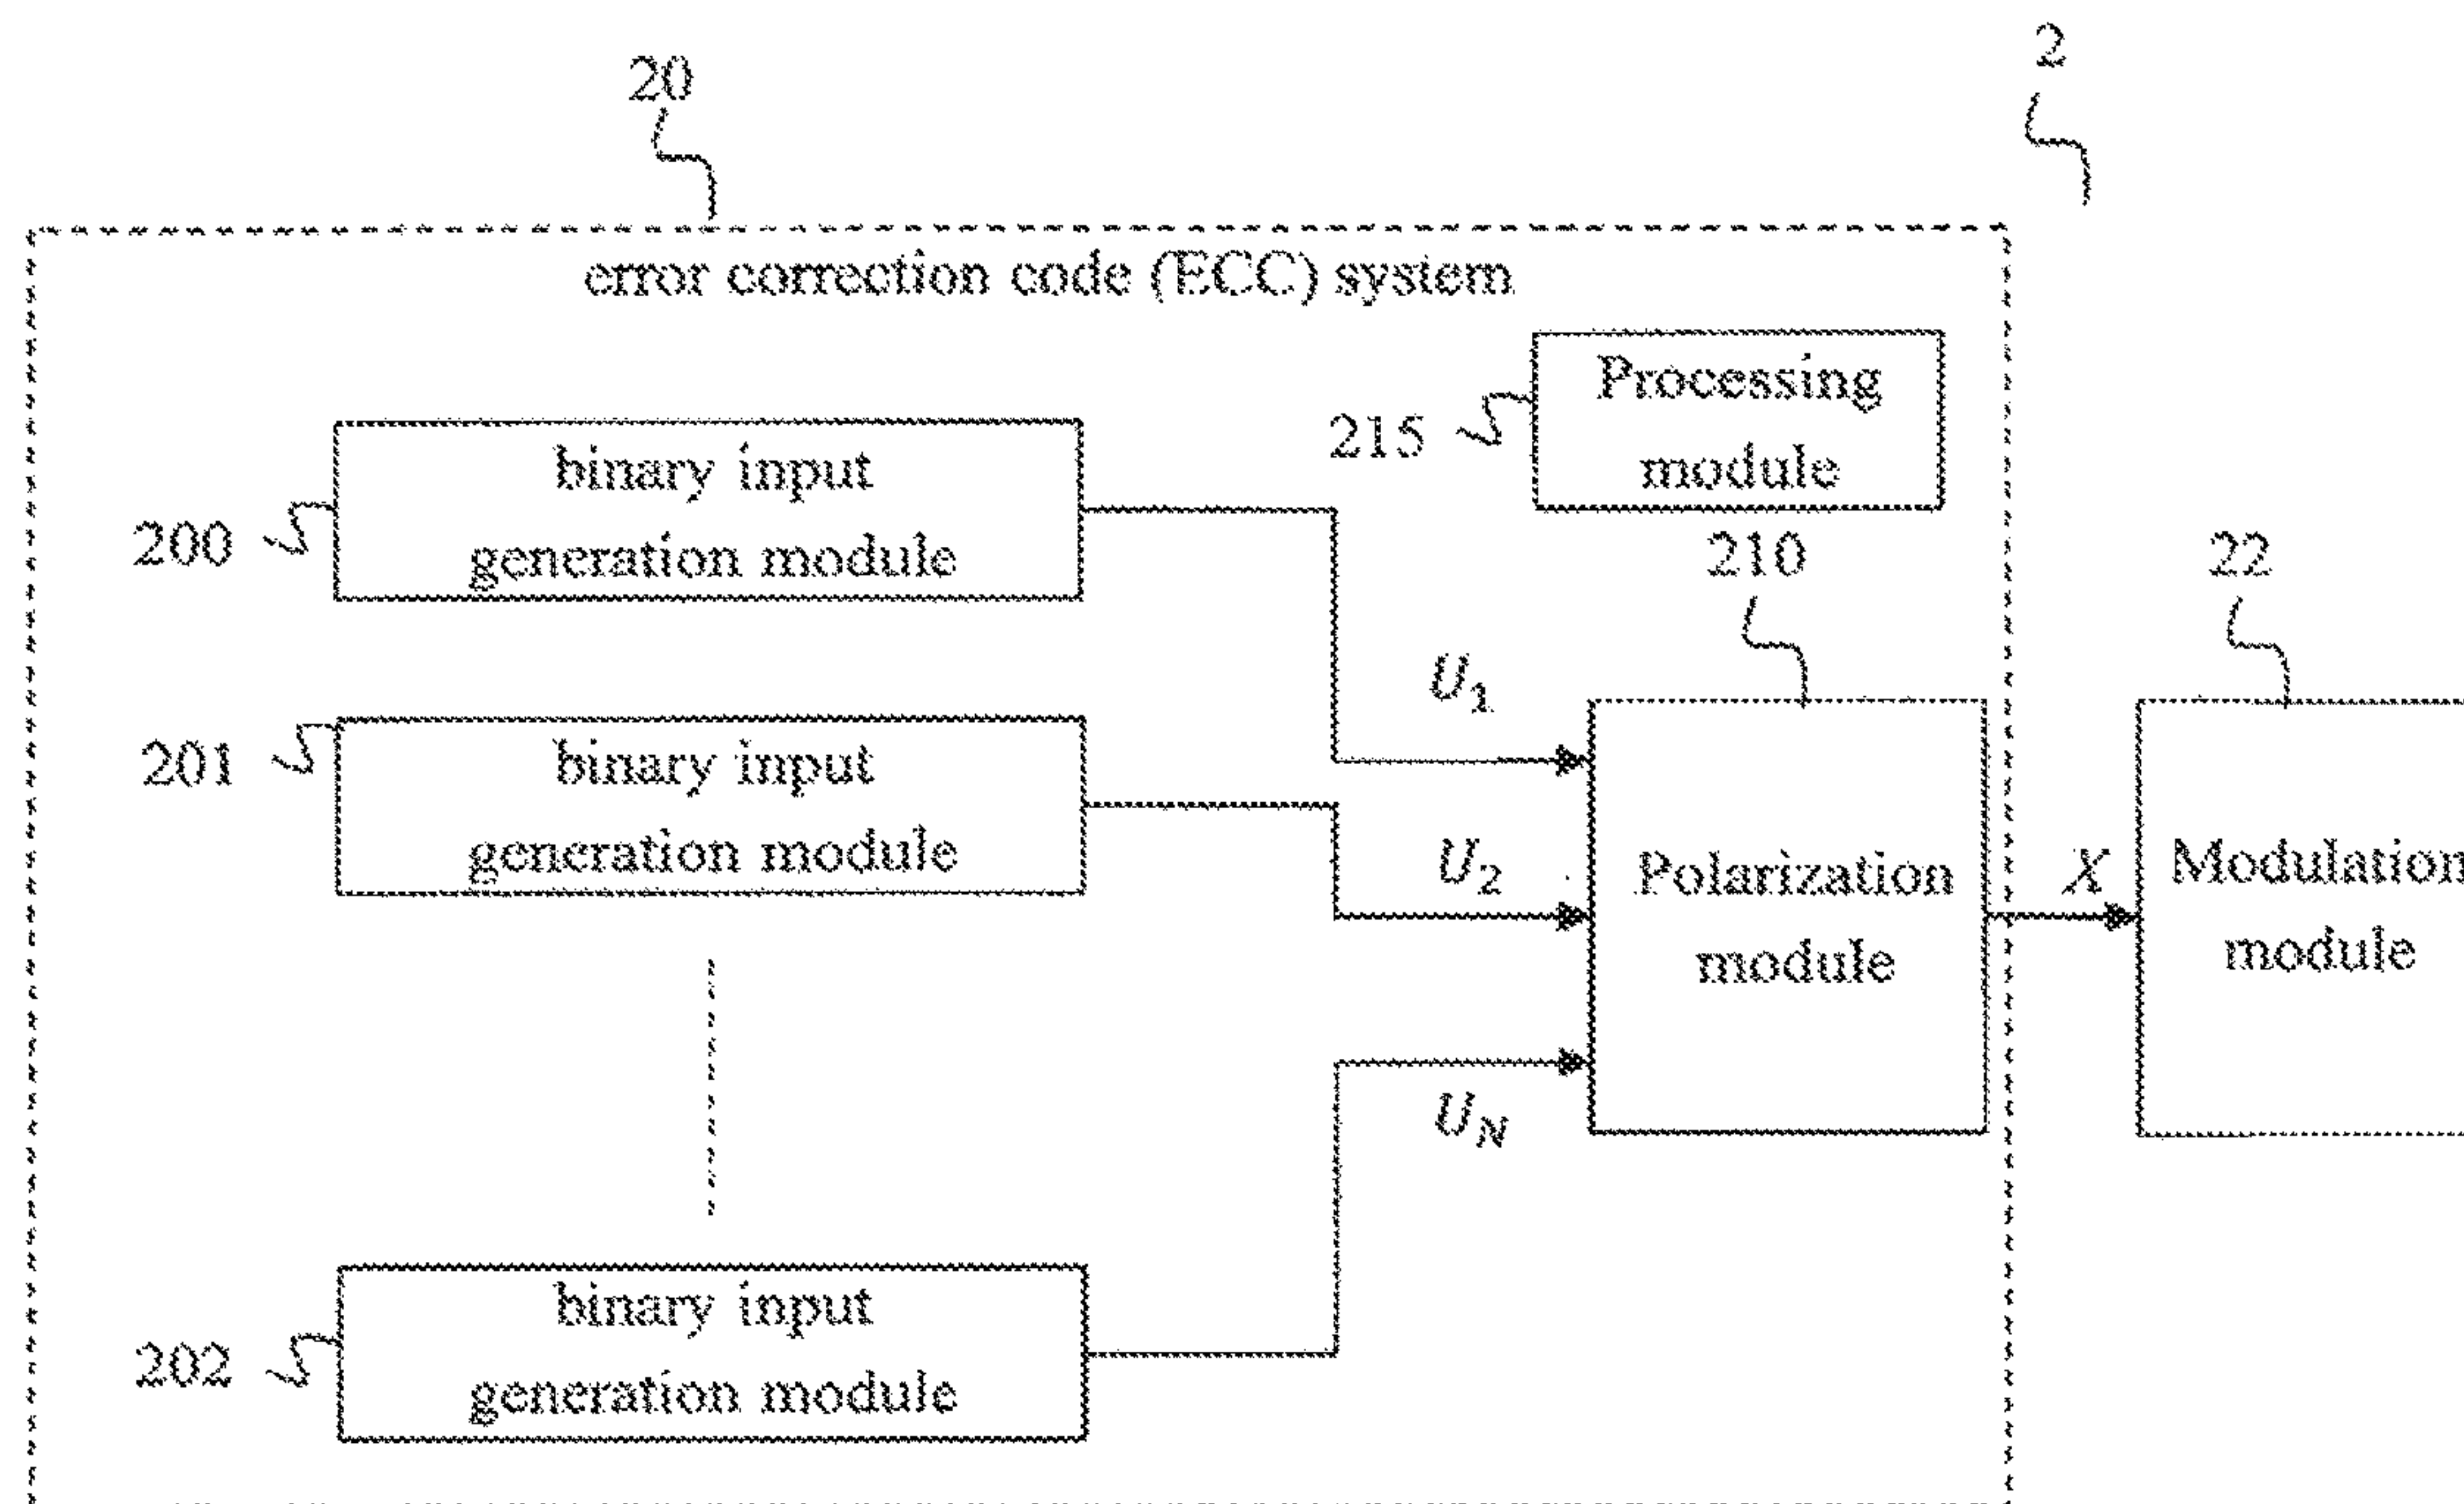 20
2
error correction code (ECC) system
Processing
module
215
binary input
generation module
200
210
22
U₁
binary input
generation module
201
U₂
Polarization
module
X
Modulation
module
U_N
binary input
generation module
202